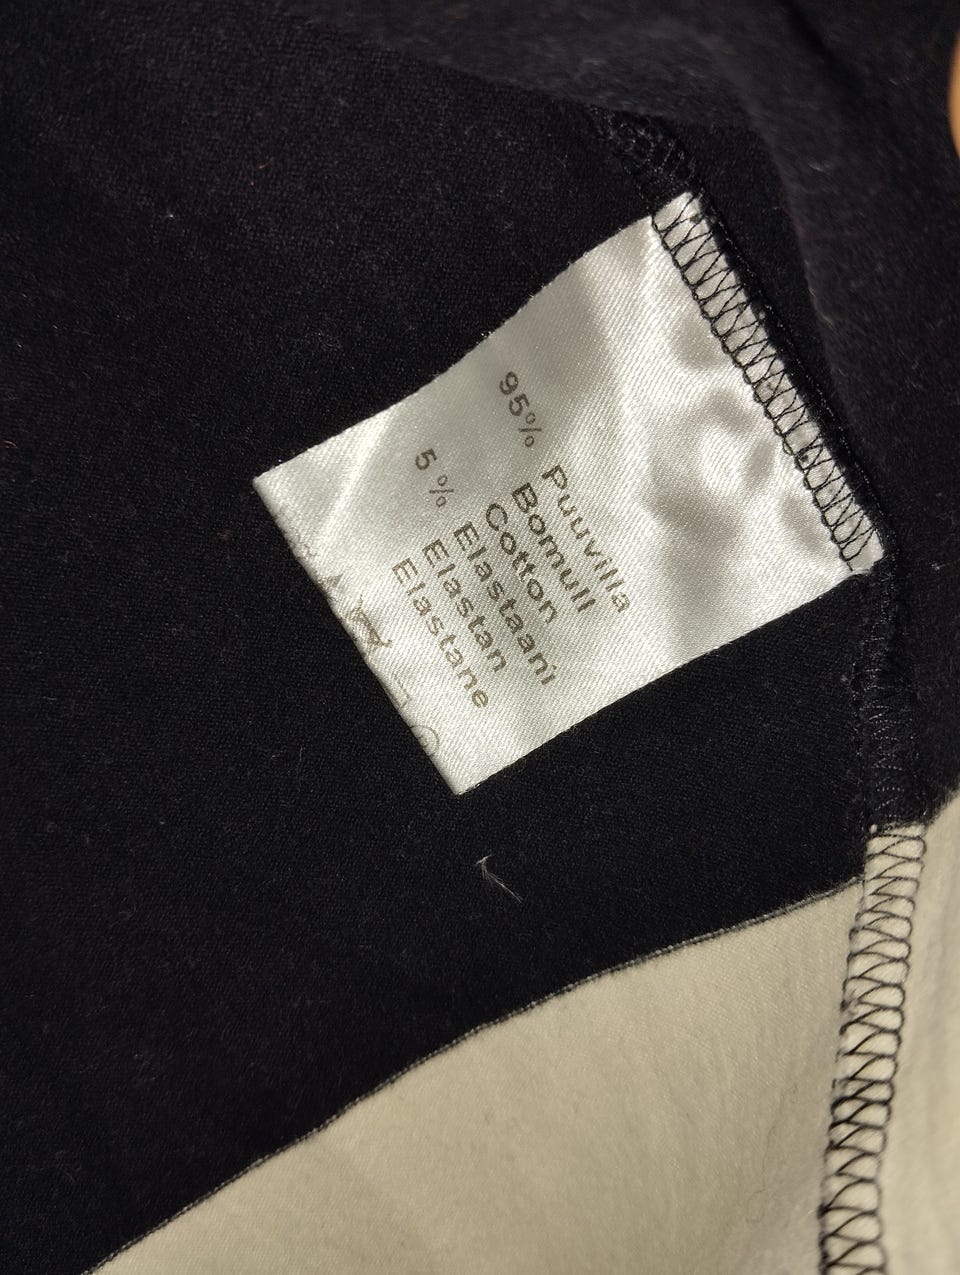 95% Puuvilla
Bomull
Cotton
5% Elastaani
Elastan
Elastane